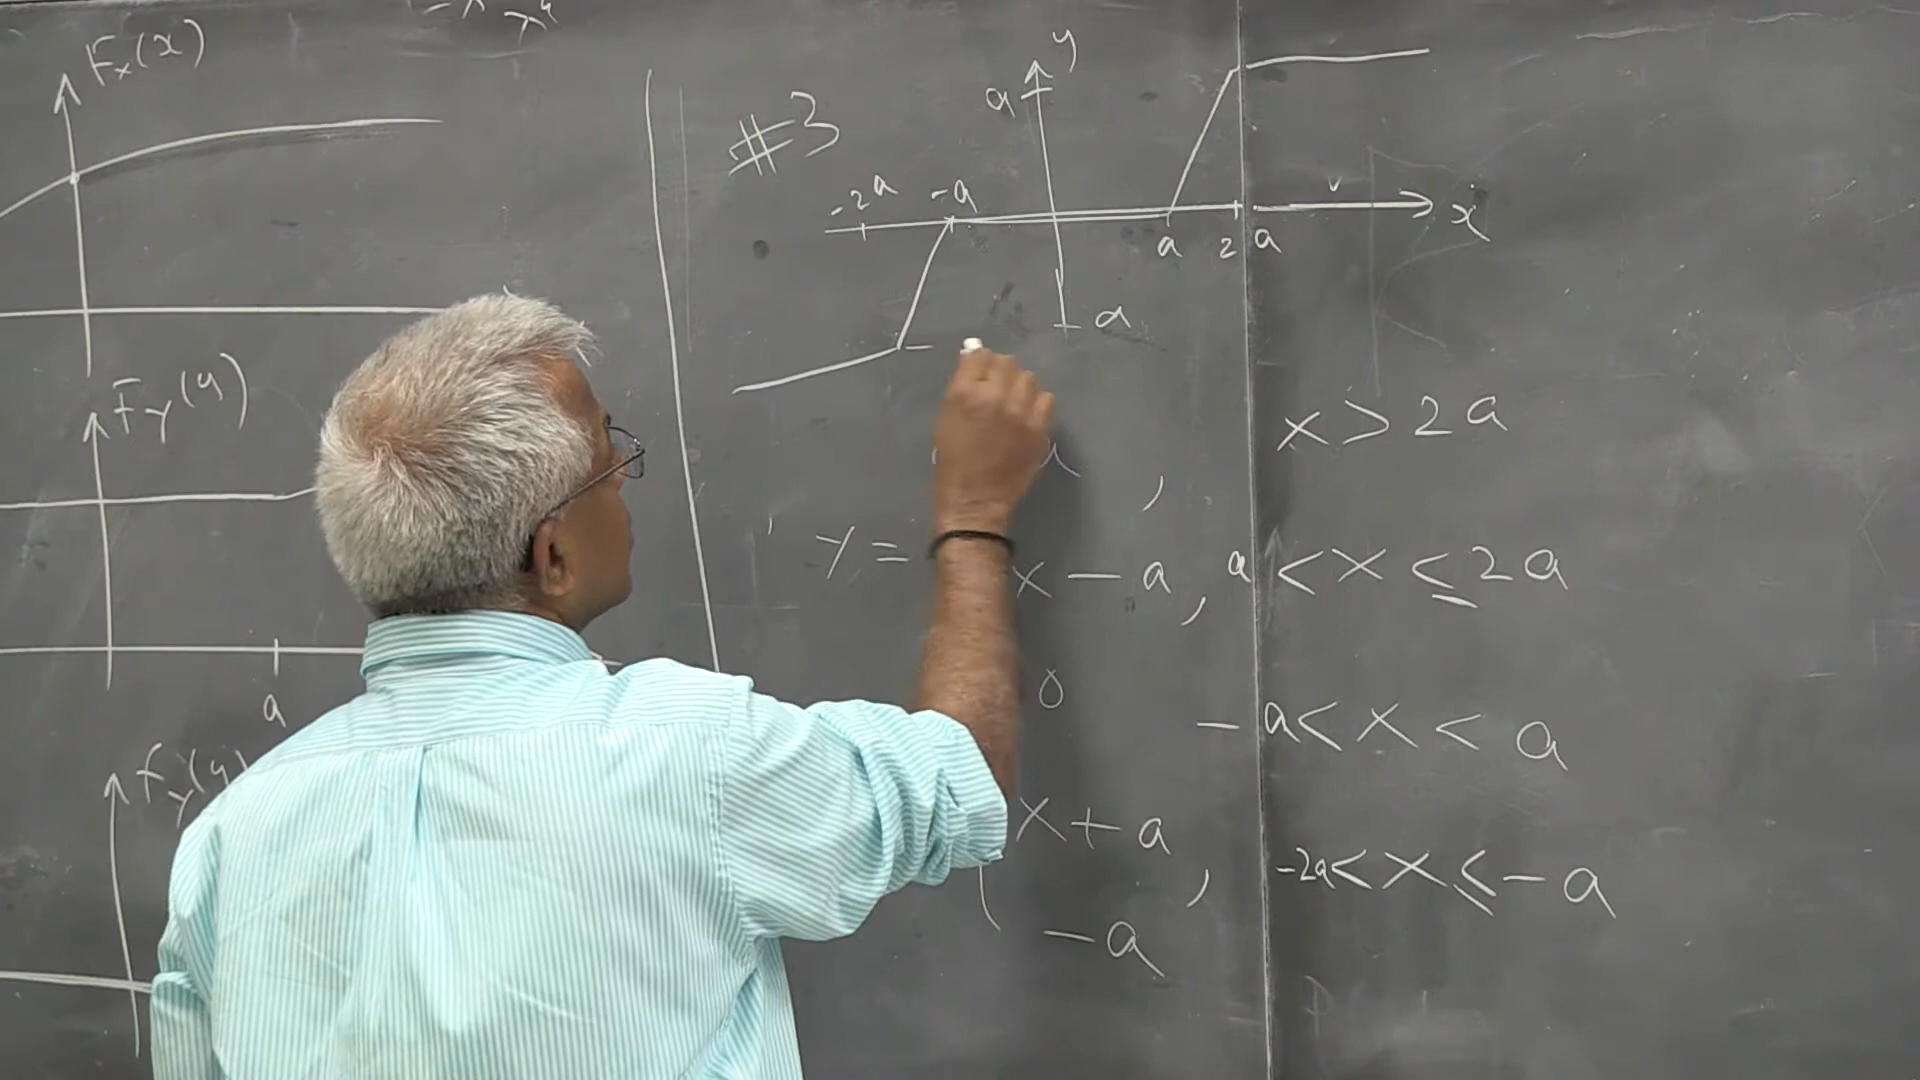 Fx(x)
FY(y)
a
fY(y)
#3
y
a
-2a -a
a 2a
x
a
x > 2a
,
y =
x - a , a < x ≤ 2a
0
- a < x < a
x + a , -2a < x ≤ - a
- a